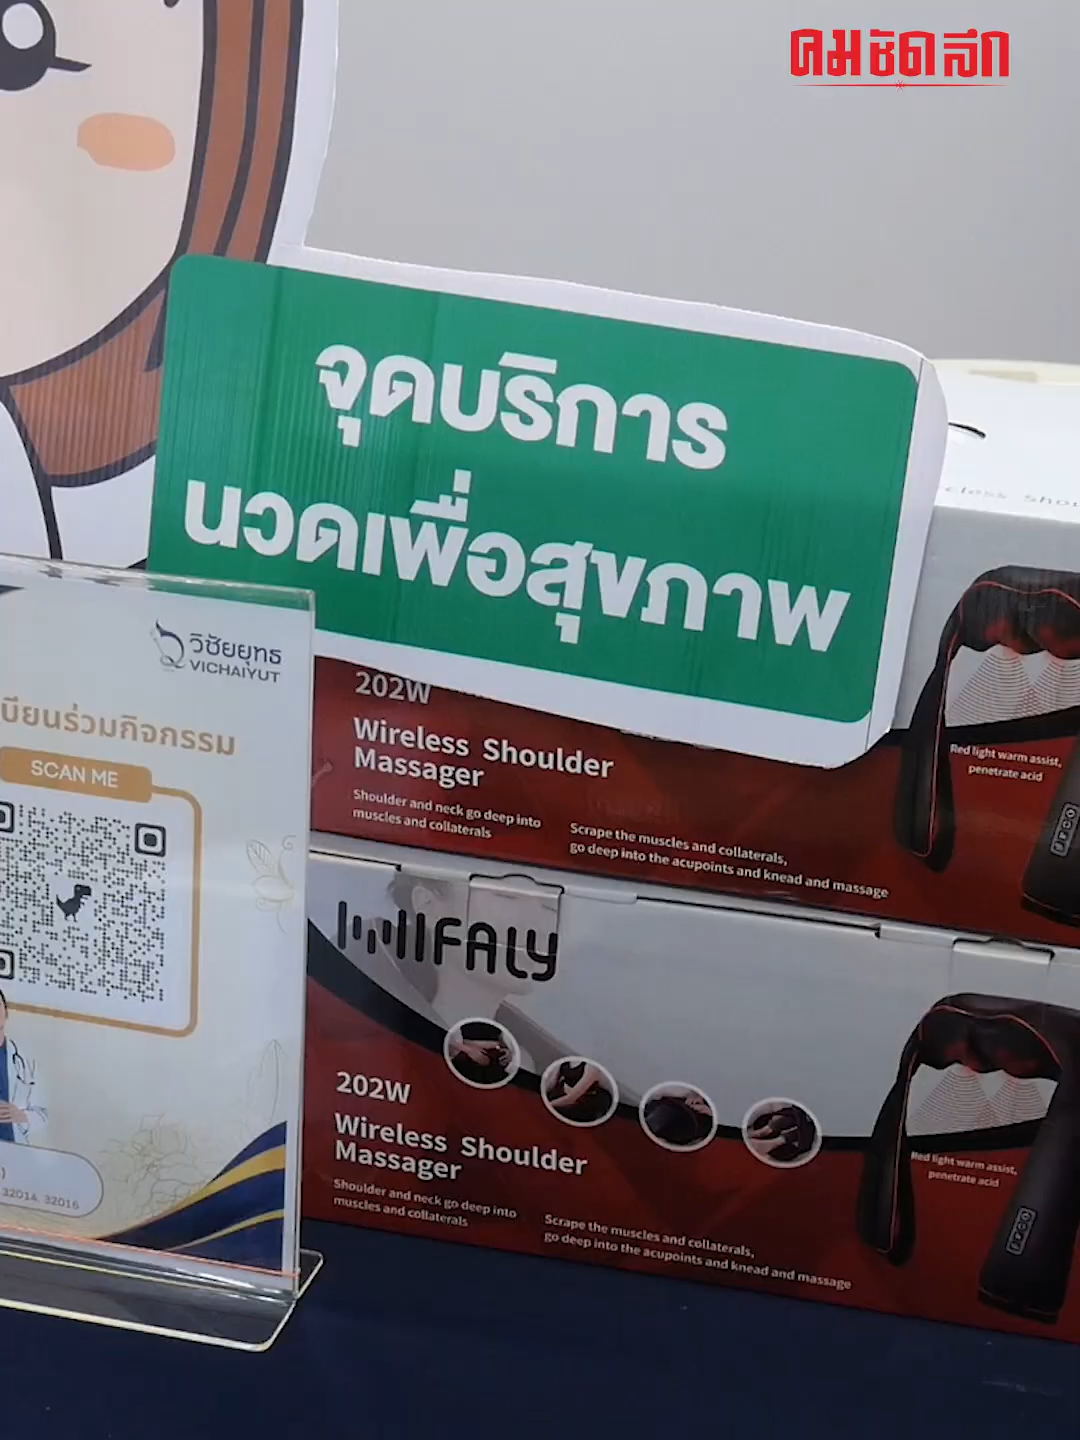 คมชัดลึก
จุดบริการ
นวดเพื่อสุขภาพ
วิชัยยุทธ
VICHAIYUT
ร่วมกิจกรรม
SCAN ME
32014, 32016
202W
Wireless Shoulder
Massager
Shoulder and neck go deep into
muscles and collaterals
Scrape the muscles and collaterals,
go deep into the acupoints and knead and massage
Red light warm assist,
penetrate acid
FALY
202W
Wireless Shoulder
Massager
Shoulder and neck go deep into
muscles and collaterals
Scrape the muscles and collaterals,
go deep into the acupoints and knead and massage
Red light warm assist,
penetrate acid